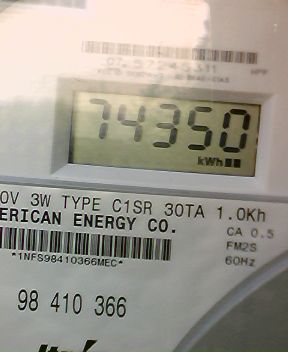 74350
kWh
0V 3W TYPE C1SR 30TA 1.0Kh
ERICAN ENERGY CO.
CA 0.5
FM2S
*1NFS98410366MEC*
60Hz
98 410 366